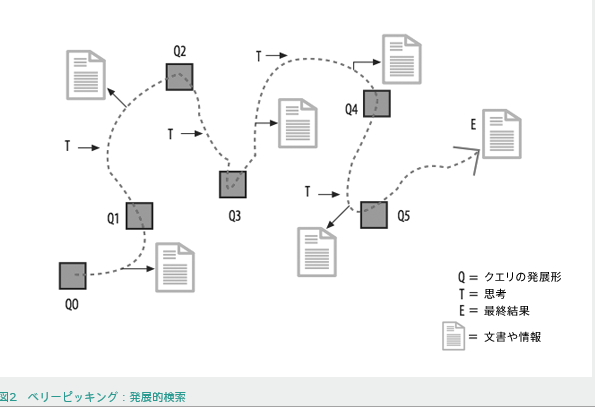 Q2
T
T
Q4
E
T
T
Q3
Q1
Q5
Q0
Q = クエリの発展形
T = 思考
E = 最終結果
= 文書や情報
図2 ベリーピッキング：発展的検索